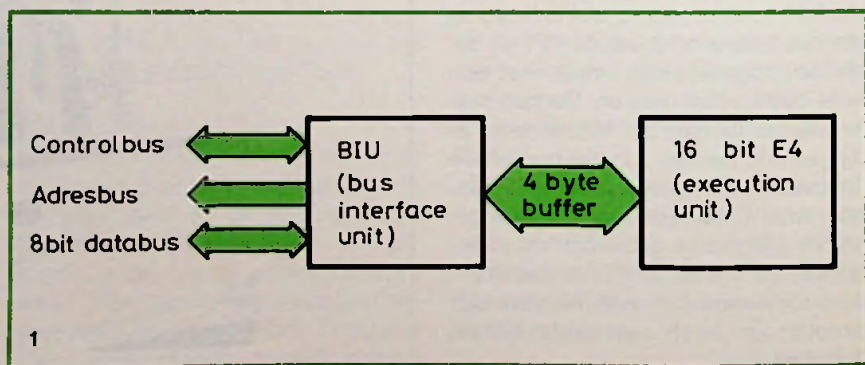 Controlbus
Adresbus
8bit databus
BIU
(bus
interface
unit)
4 byte
buffer
16 bit E4
(execution
unit)
1